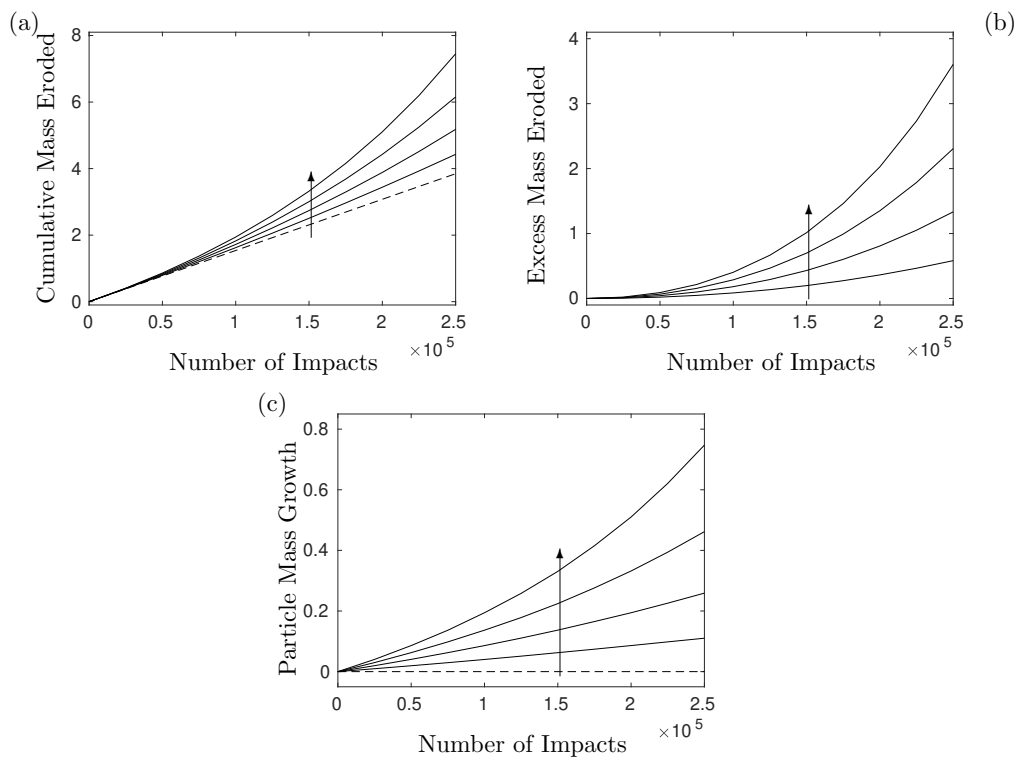 (a)
Cumulative Mass Eroded
8
6
4
2
0
0 0.5 1 1.5 2 2.5
×10 5
Number of Impacts
(b)
Excess Mass Eroded
4
3
2
1
0
0 0.5 1 1.5 2 2.5
×10 5
Number of Impacts
(c)
Particle Mass Growth
0.8
0.6
0.4
0.2
0
0 0.5 1 1.5 2 2.5
×10 5
Number of Impacts